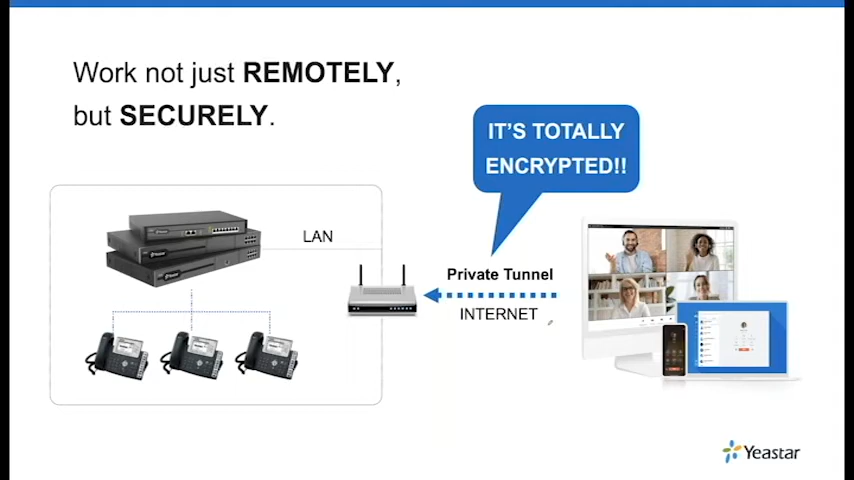 Work not just REMOTELY,
but SECURELY.
IT'S TOTALLY
ENCRYPTED!!
LAN
Private Tunnel
INTERNET
Yeastar